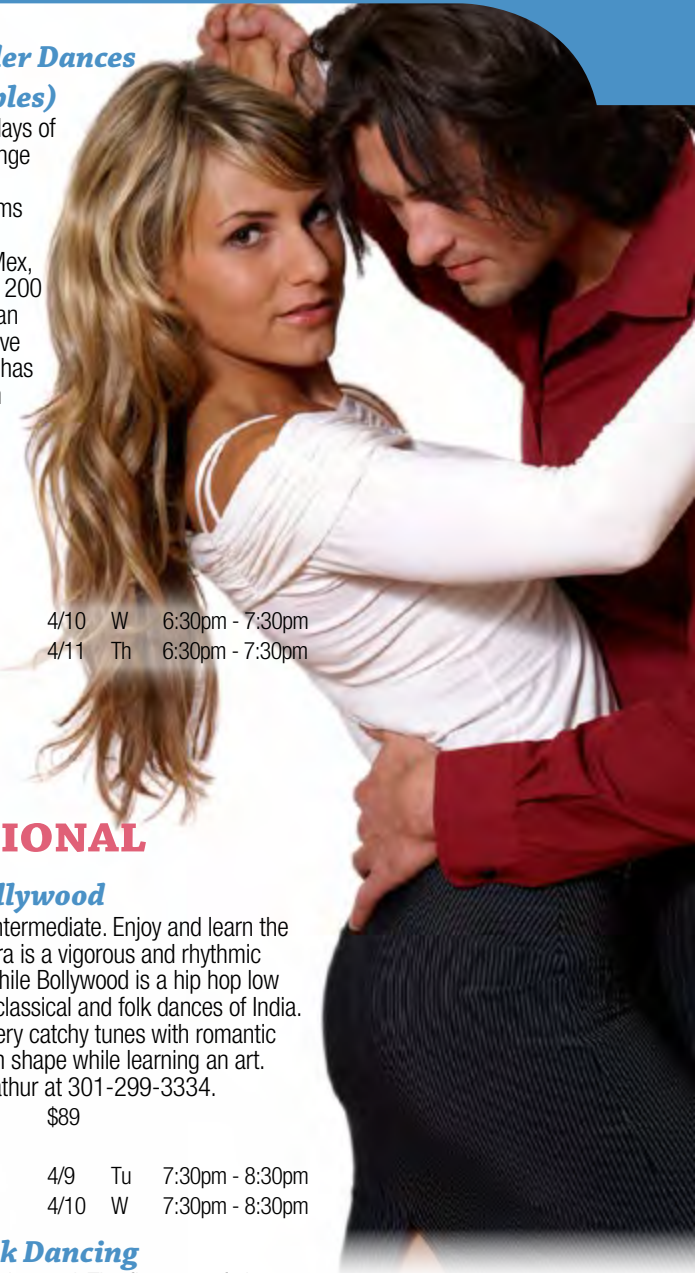 ler Dances
ples)
lays of
nge
ms
Mex,
200
an
ve
has
4/10 W 6:30pm - 7:30pm
4/11 Th 6:30pm - 7:30pm
IONAL
llywood
ntermediate. Enjoy and learn the
ra is a vigorous and rhythmic
hile Bollywood is a hip hop low
classical and folk dances of India.
ery catchy tunes with romantic
n shape while learning an art.
athur at 301-299-3334.
$89
4/9 Tu 7:30pm - 8:30pm
4/10 W 7:30pm - 8:30pm
k Dancing